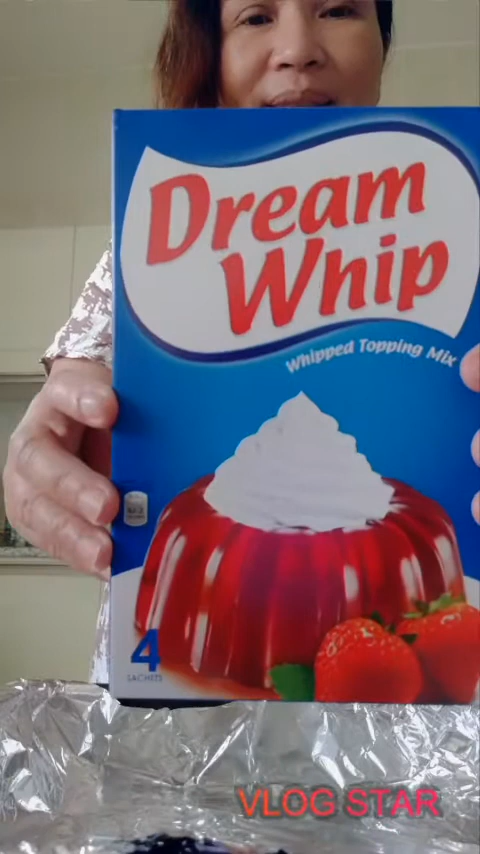 Dream
Whip
Whipped Topping Mix
4
SACHETS
VLOG STAR